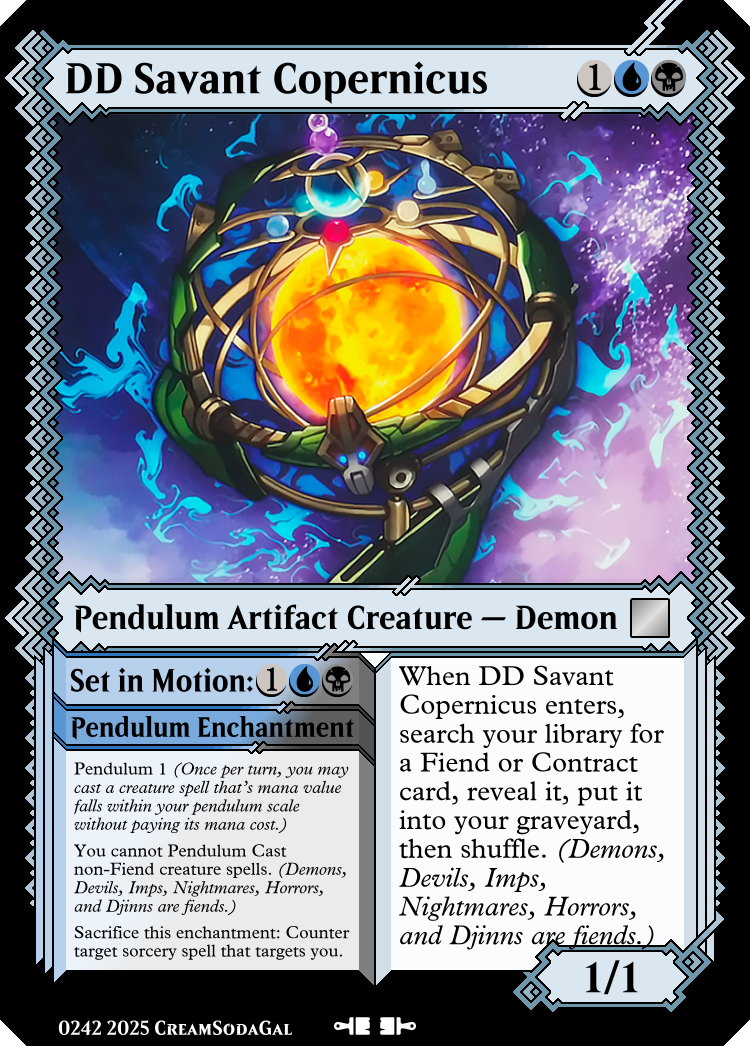 DD Savant Copernicus 1
Pendulum Artifact Creature — Demon
Set in Motion: 1
Pendulum Enchantment
Pendulum 1 (Once per turn, you may
cast a creature spell that's mana value
falls within your pendulum scale
without paying its mana cost.)
You cannot Pendulum Cast
non-Fiend creature spells. (Demons,
Devils, Imps, Nightmares, Horrors,
and Djinns are fiends.)
Sacrifice this enchantment: Counter
target sorcery spell that targets you.
When DD Savant
Copernicus enters,
search your library for
a Fiend or Contract
card, reveal it, put it
into your graveyard,
then shuffle. (Demons,
Devils, Imps,
Nightmares, Horrors,
and Djinns are fiends.)
1/1
0242 2025 CreamSodaGal